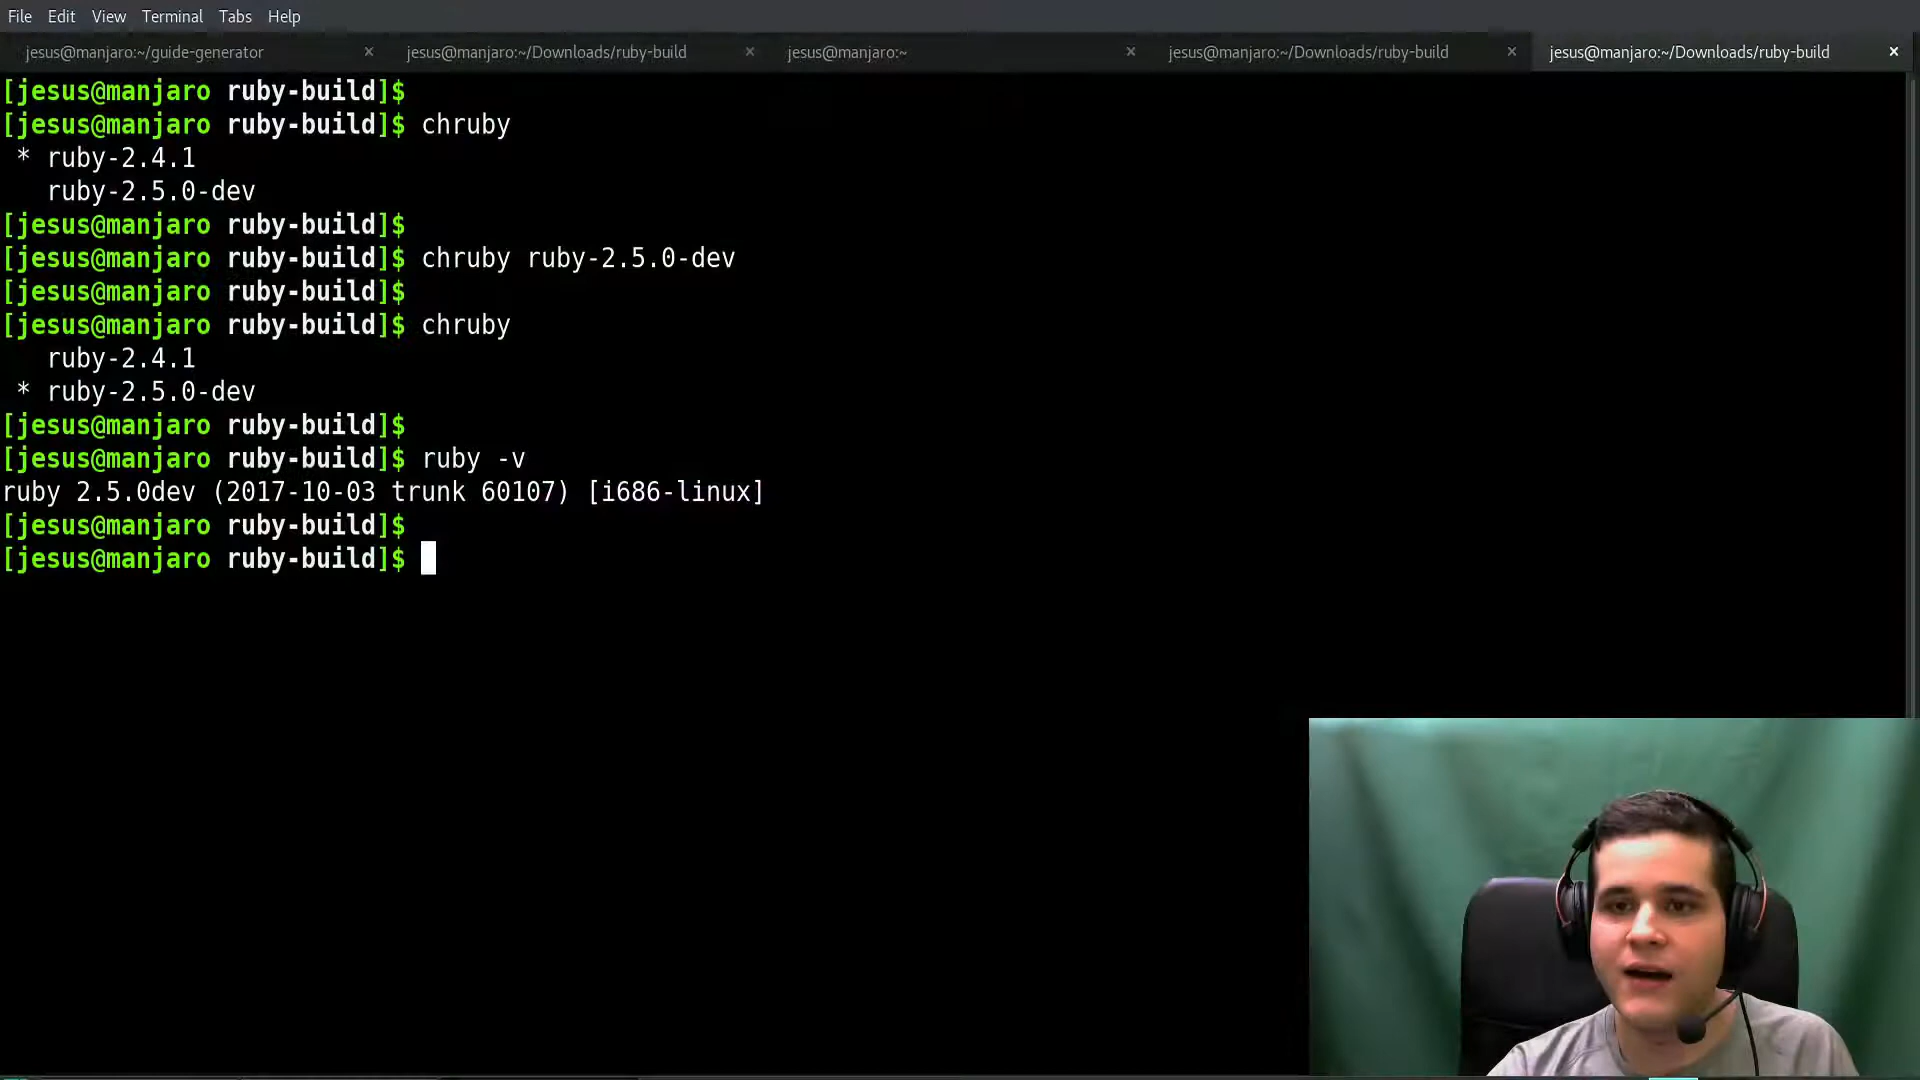 File Edit View Terminal Tabs Help
jesus@manjaro:~/guide-generator × jesus@manjaro:~/Downloads/ruby-build × jesus@manjaro:~ × jesus@manjaro:~/Downloads/ruby-build × jesus@manjaro:~/Downloads/ruby-build ×
[jesus@manjaro ruby-build]$
[jesus@manjaro ruby-build]$ chruby
 * ruby-2.4.1
   ruby-2.5.0-dev
[jesus@manjaro ruby-build]$
[jesus@manjaro ruby-build]$ chruby ruby-2.5.0-dev
[jesus@manjaro ruby-build]$
[jesus@manjaro ruby-build]$ chruby
   ruby-2.4.1
 * ruby-2.5.0-dev
[jesus@manjaro ruby-build]$
[jesus@manjaro ruby-build]$ ruby -v
ruby 2.5.0dev (2017-10-03 trunk 60107) [i686-linux]
[jesus@manjaro ruby-build]$
[jesus@manjaro ruby-build]$